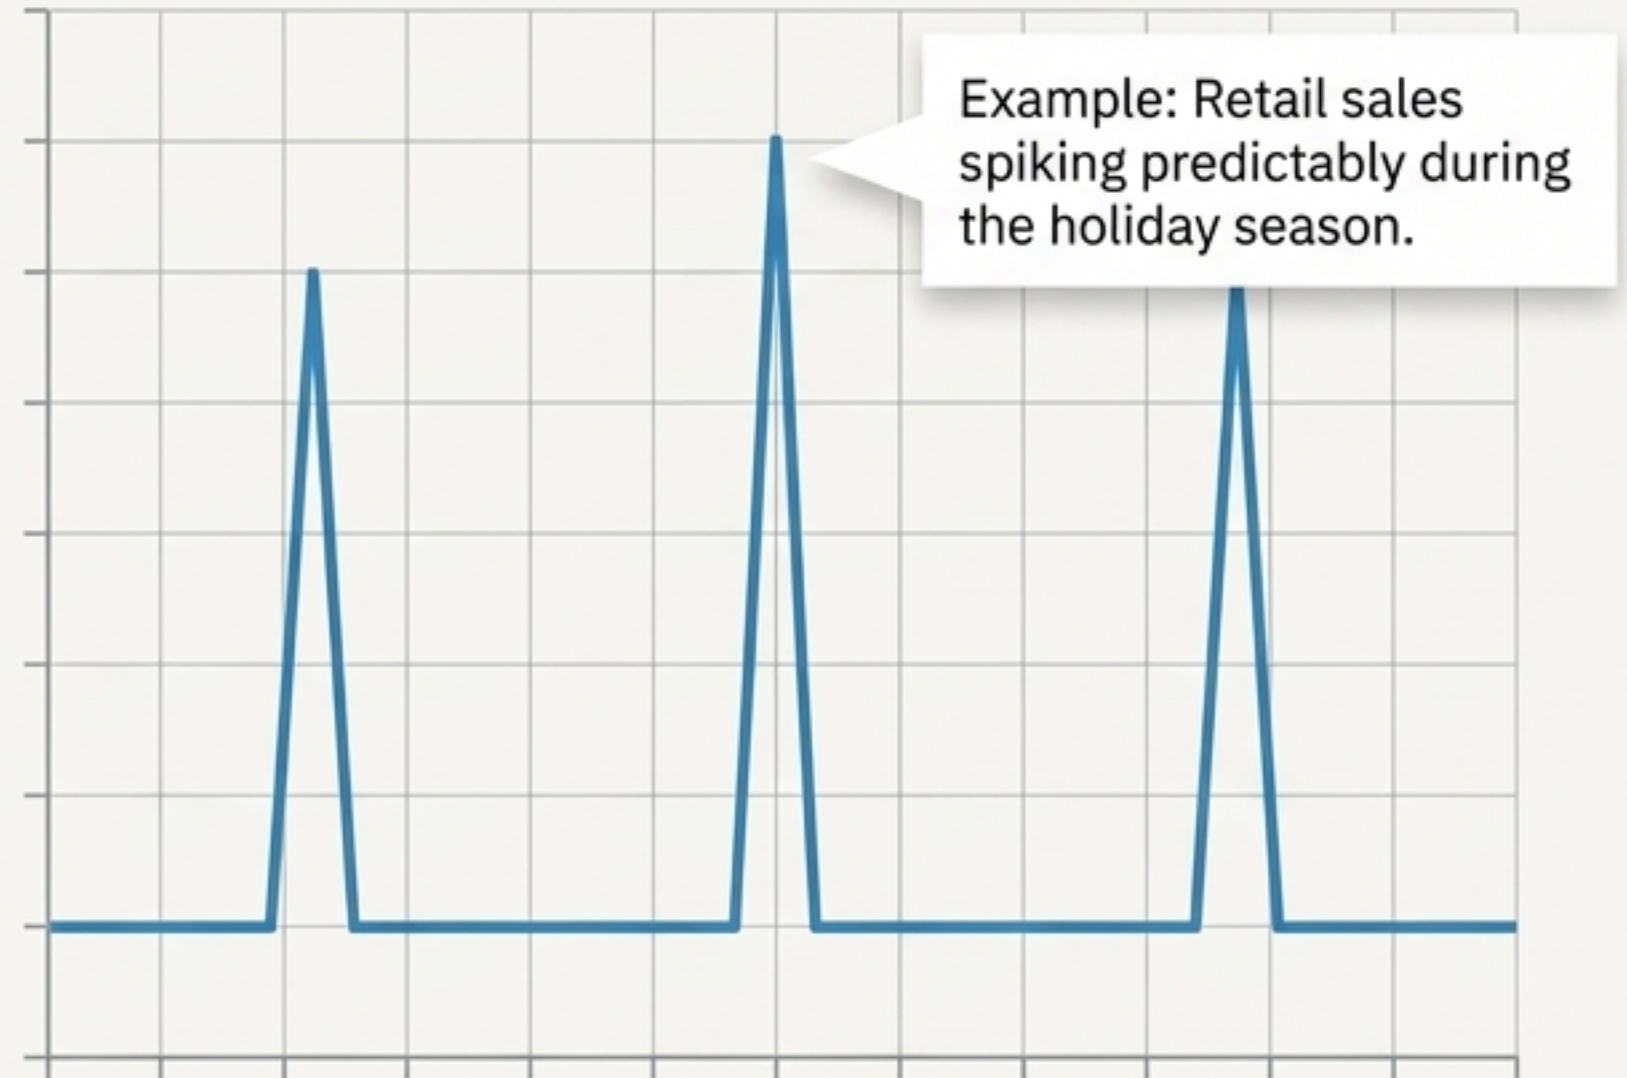 Example: Retail sales
spiking predictably during
the holiday season.